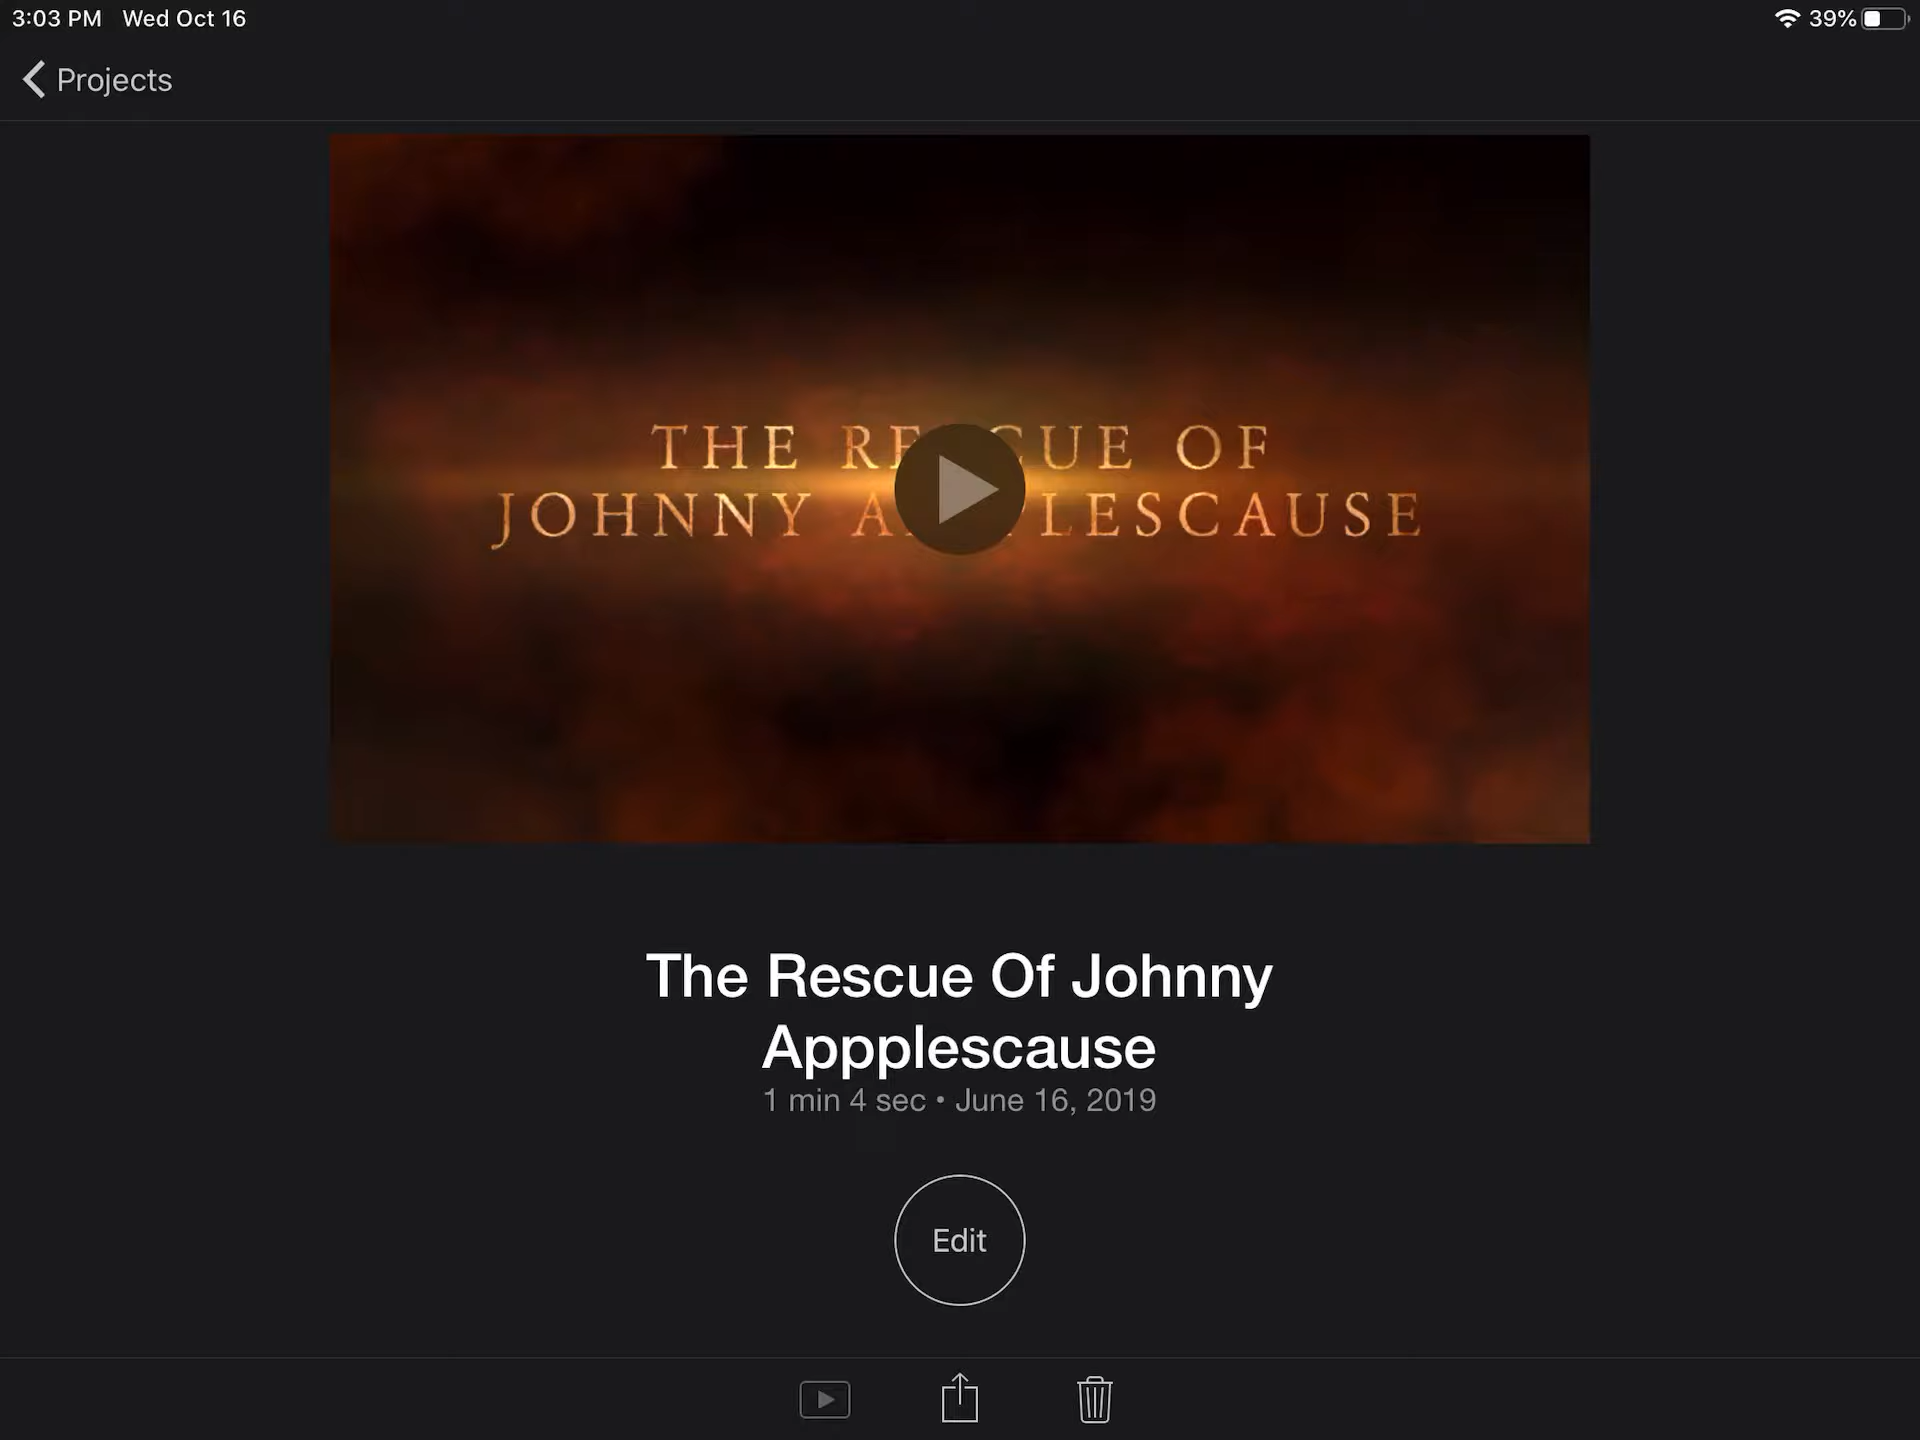 3:03 PM Wed Oct 16
39%
Projects
THE OF
JOHNNY
The Rescue Of Johnny
Appplescause
1 min 4 sec • June 16, 2019
Edit